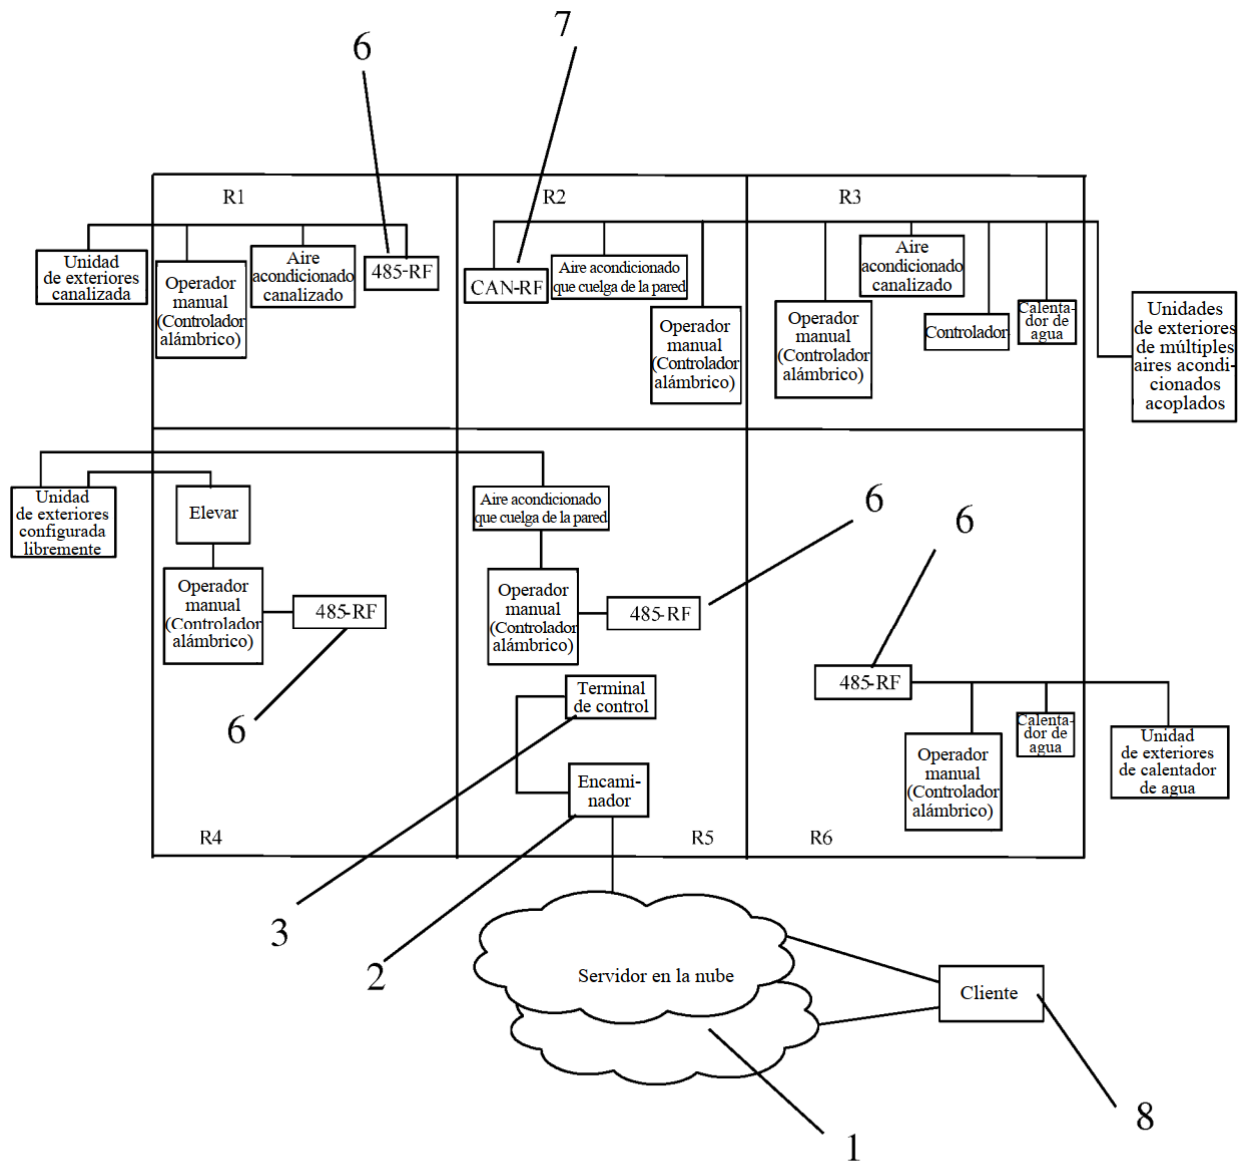 7
6
R1
R2
R3
Unidad
de exteriores
canalizada
Operador
manual
(Controlador
alámbrico)
Aire
acondicionado
canalizado
485-RF
CAN-RF
Aire acondicionado
que cuelga de la pared
Operador
manual
(Controlador
alámbrico)
Operador
manual
(Controlador
alámbrico)
Aire
acondicionado
canalizado
Controlador
Calenta-
dor de
agua
Unidades
de exteriores
de múltiples
aires acondi-
cionados
acoplados
Unidad
de exteriores
configurada
libremente
Elevar
Operador
manual
(Controlador
alámbrico)
485-RF
6
Aire acondicionado
que cuelga de la pared
Operador
manual
(Controlador
alámbrico)
485-RF
6
6
485-RF
Operador
manual
(Controlador
alámbrico)
Calenta-
dor de
agua
Unidad
de exteriores
de calentador
de agua
Terminal
de control
Encami-
nador
R4
R5
R6
3
2
Servidor en la nube
Cliente
1
8